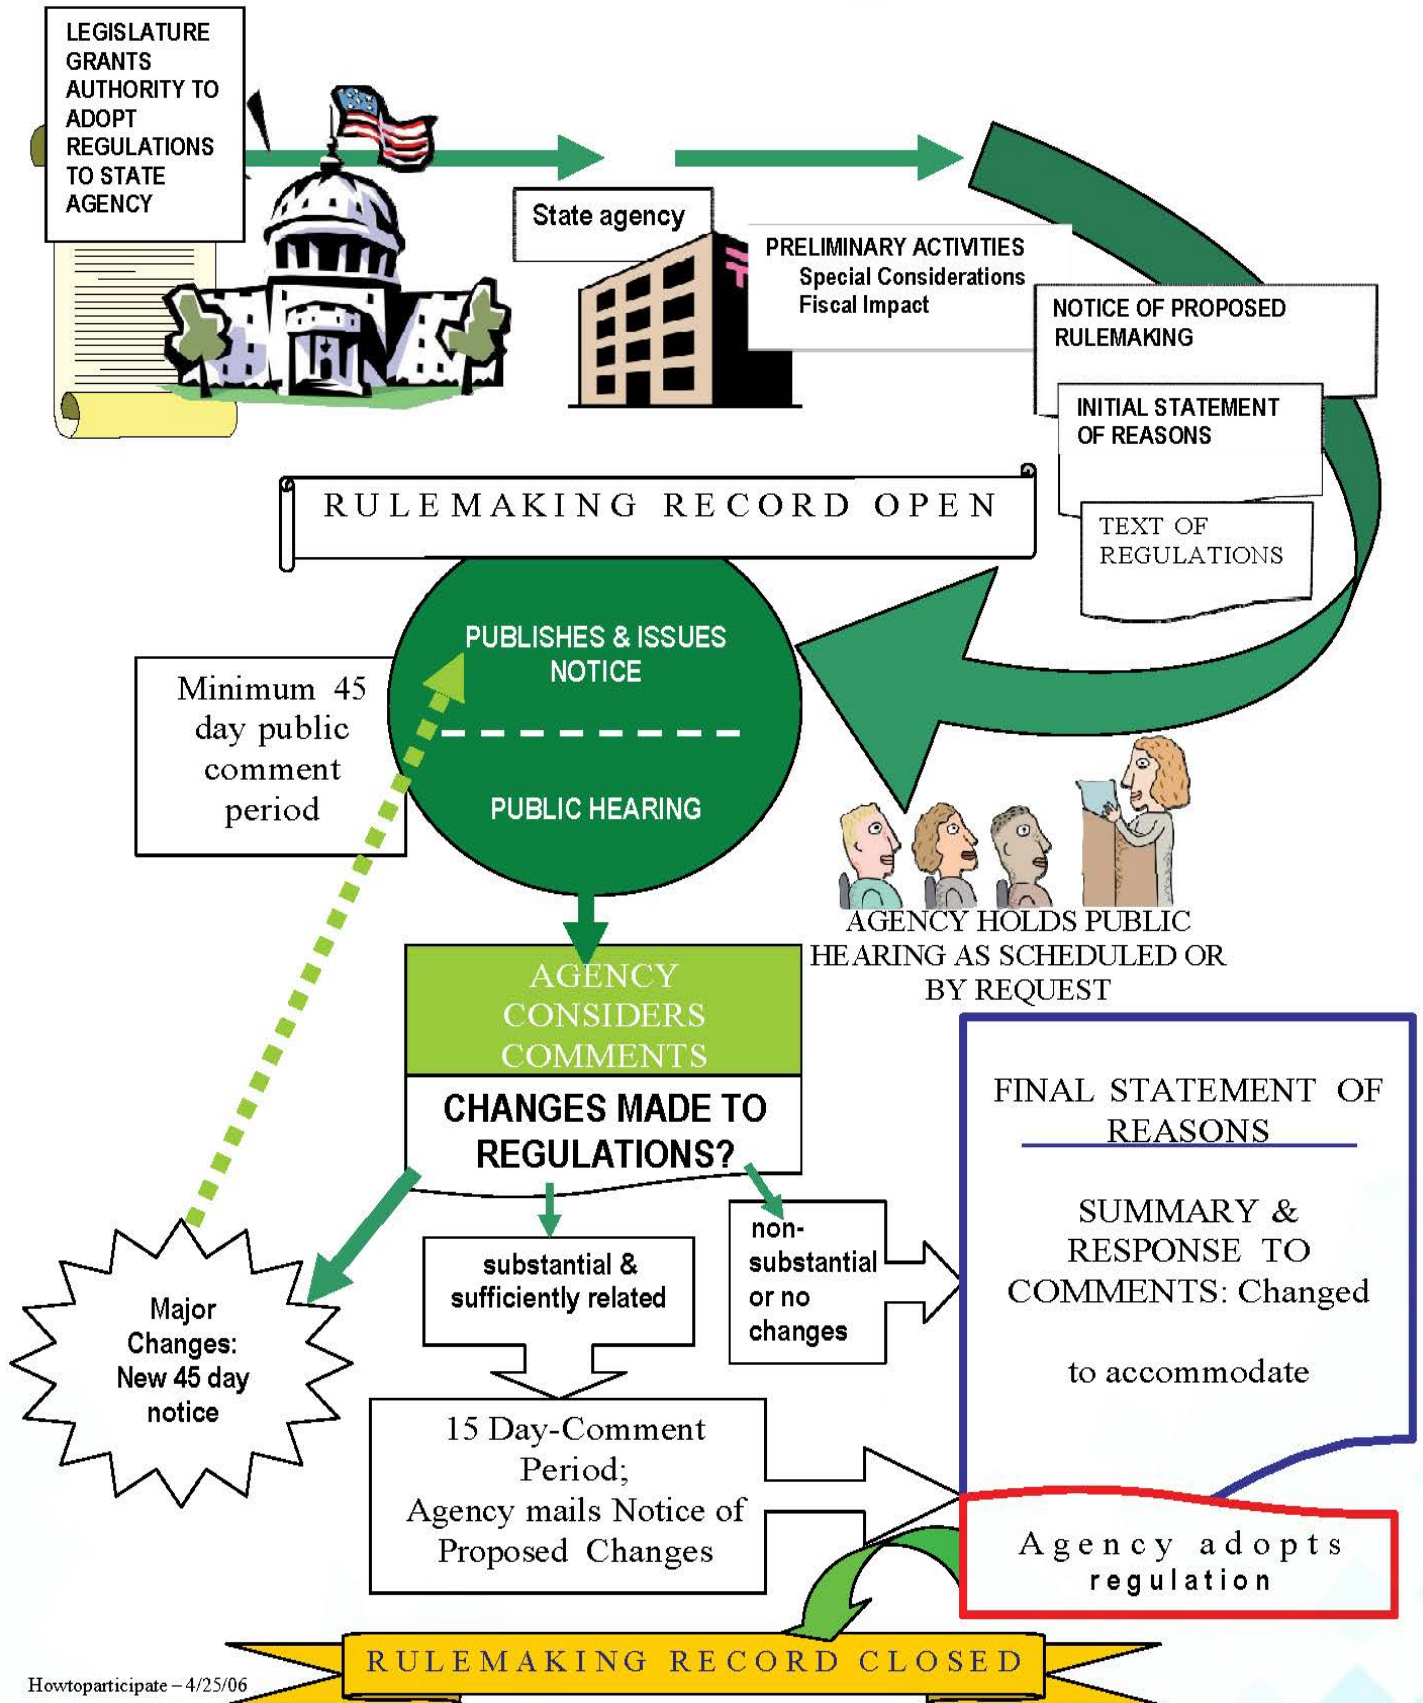 LEGISLATURE
GRANTS
AUTHORITY TO
ADOPT
REGULATIONS
TO STATE
AGENCY
State agency
PRELIMINARY ACTIVITIES
Special Considerations
Fiscal Impact
NOTICE OF PROPOSED
RULEMAKING
INITIAL STATEMENT
OF REASONS
TEXT OF
REGULATIONS
RULEMAKING RECORD OPEN
PUBLISHES & ISSUES
NOTICE
PUBLIC HEARING
Minimum 45
day public
comment
period
AGENCY HOLDS PUBLIC
HEARING AS SCHEDULED OR
BY REQUEST
AGENCY
CONSIDERS
COMMENTS
CHANGES MADE TO
REGULATIONS?
Major
Changes:
New 45 day
notice
substantial &
sufficiently related
non-
substantial
or no
changes
15 Day-Comment
Period;
Agency mails Notice of
Proposed Changes
FINAL STATEMENT OF
REASONS
SUMMARY &
RESPONSE TO
COMMENTS: Changed
to accommodate
Agency adopts
regulation
RULEMAKING RECORD CLOSED
Howtoparticipate – 4/25/06